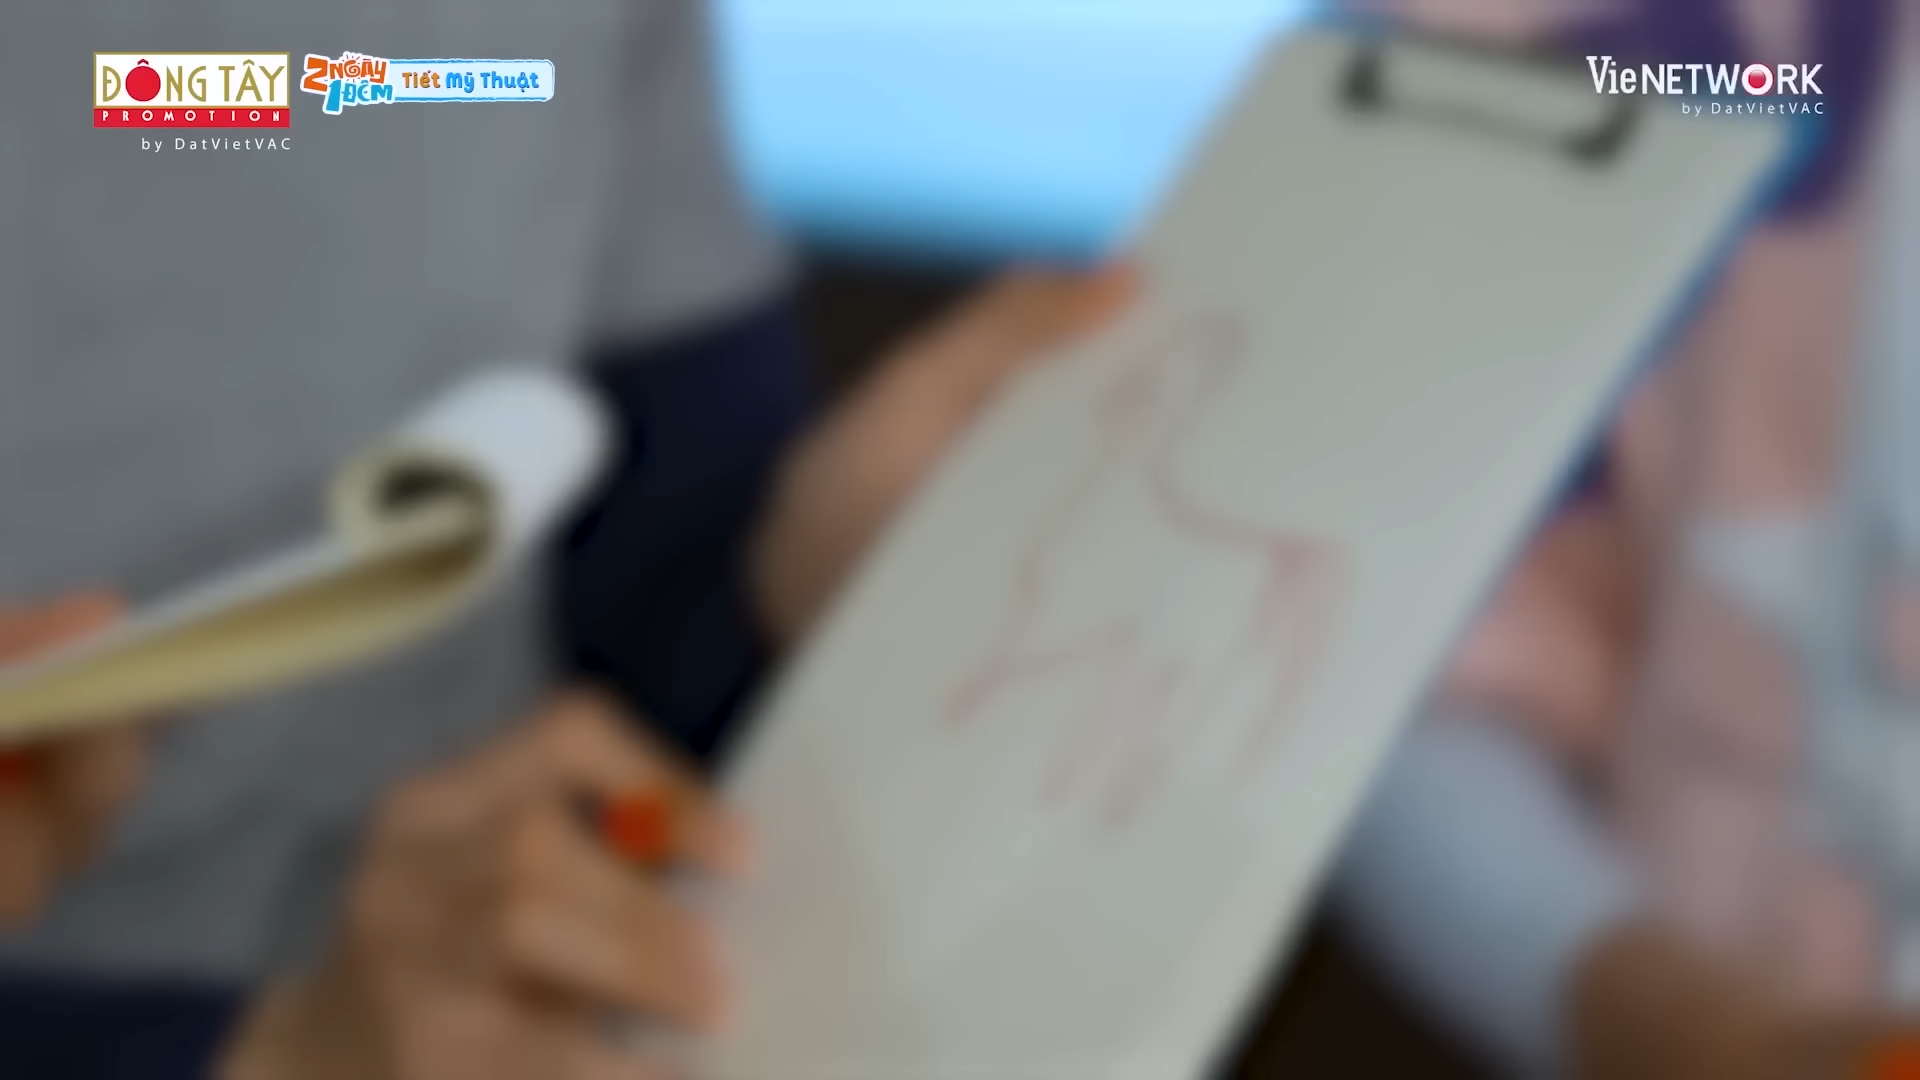 ĐÔNG TÂY
PROMOTION
by DatVietVAC
2 NGÀY
1 ĐÊM
Tiết Mỹ Thuật
VieNETWORK
by DatVietVAC